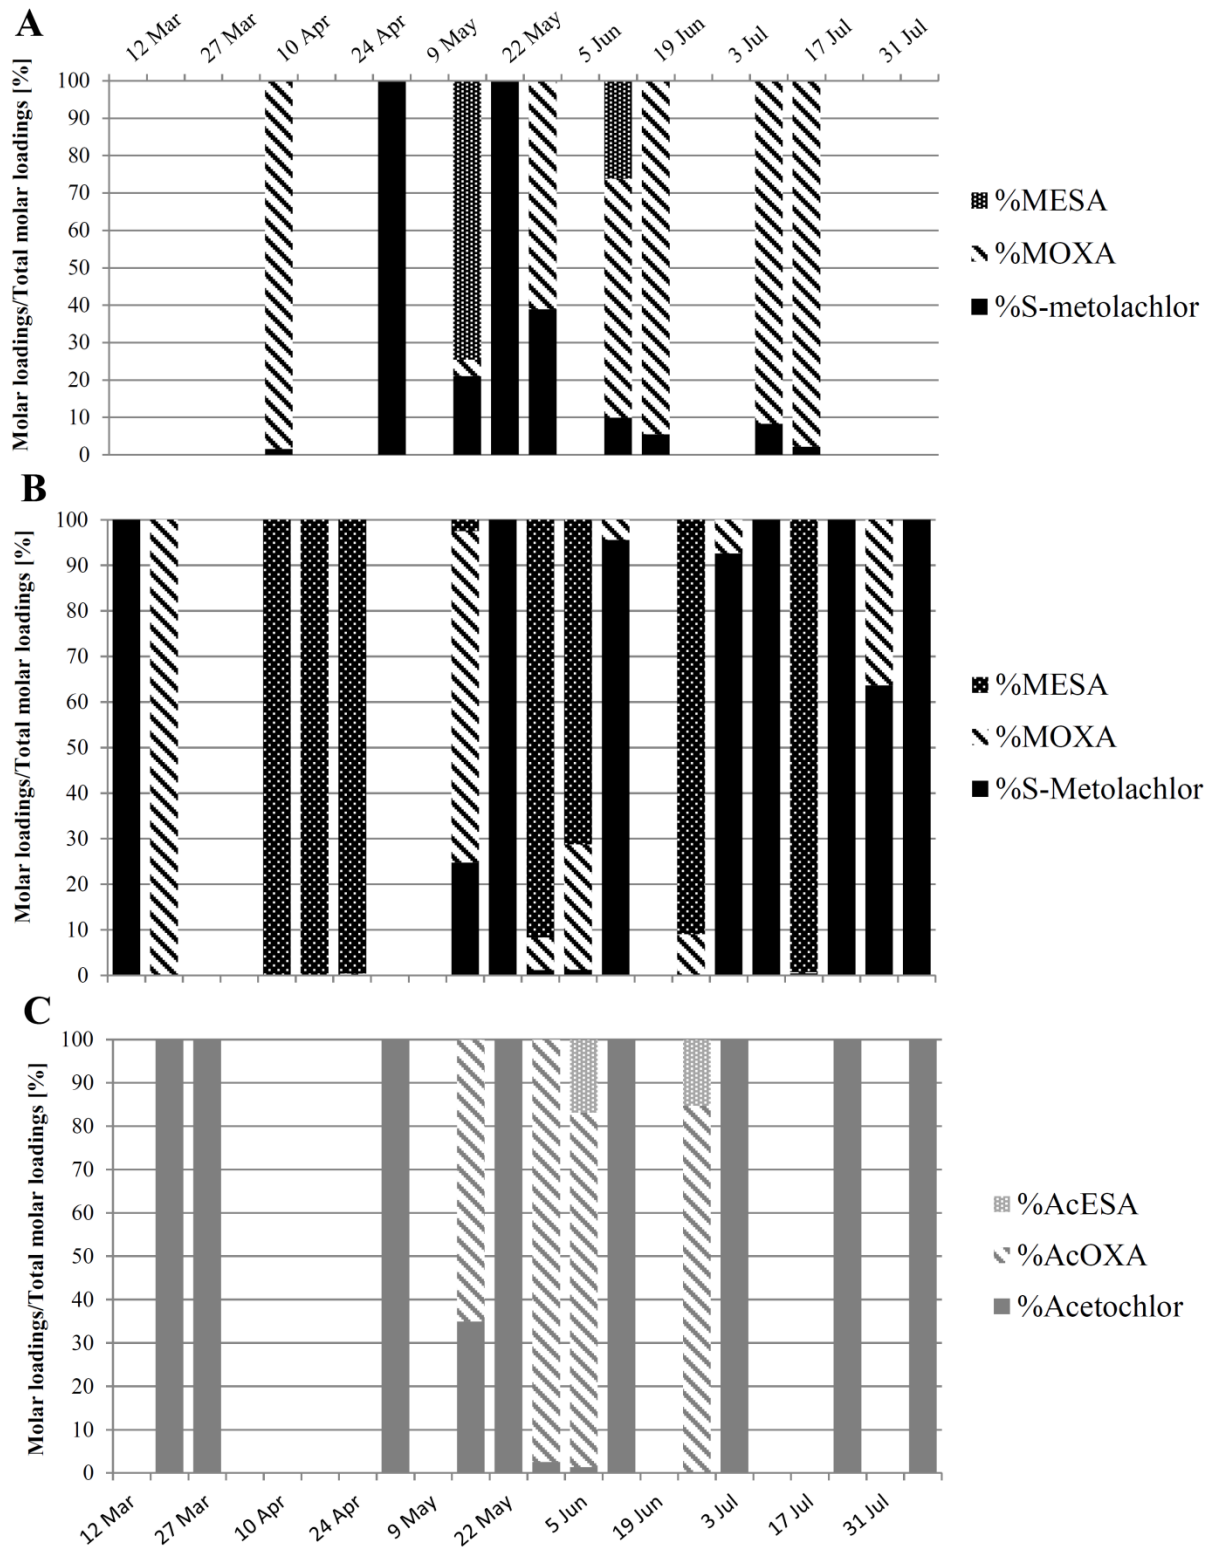 A
12 Mar 27 Mar 10 Apr 24 Apr 9 May 22 May 5 Jun 19 Jun 3 Jul 17 Jul 31 Jul
Molar loadings/Total molar loadings [%]
100
90
80
70
60
50
40
30
20
10
0
%MESA
%MOXA
%S-metolachlor
B
Molar loadings/Total molar loadings [%]
100
90
80
70
60
50
40
30
20
10
0
%MESA
%MOXA
%S-Metolachlor
C
Molar loadings/Total molar loadings [%]
100
90
80
70
60
50
40
30
20
10
0
%AcESA
%AcOXA
%Acetochlor
12 Mar 27 Mar 10 Apr 24 Apr 9 May 22 May 5 Jun 19 Jun 3 Jul 17 Jul 31 Jul